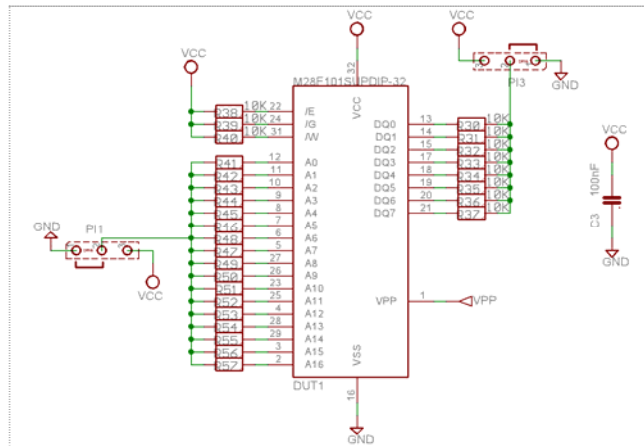 VCC
VCC
VCC
M28F101SUPDIP-32
32
VCC
PI3
GND
R38 10K 22 /E
R39 10K 24 /G
R40 10K 31 /W
DQ0 13 R30 10K
DQ1 14 R31 10K
DQ2 15 R32 10K
DQ3 17 R33 10K
DQ4 18 R34 10K
DQ5 19 R35 10K
DQ6 20 R36 10K
DQ7 21 R37 10K
R41 12 A0
R42 11 A1
R43 10 A2
R44 9 A3
R45 8 A4
R16 7 A5
R48 6 A6
R47 5 A7
R49 27 A8
R50 26 A9
R51 23 A10
R52 25 A11
R53 4 A12
R54 28 A13
R55 29 A14
R56 3 A15
R57 2 A16
VCC
100nF
C3
GND
GND
PI1
VCC
VPP 1 VPP
VSS
DUT1
16
GND